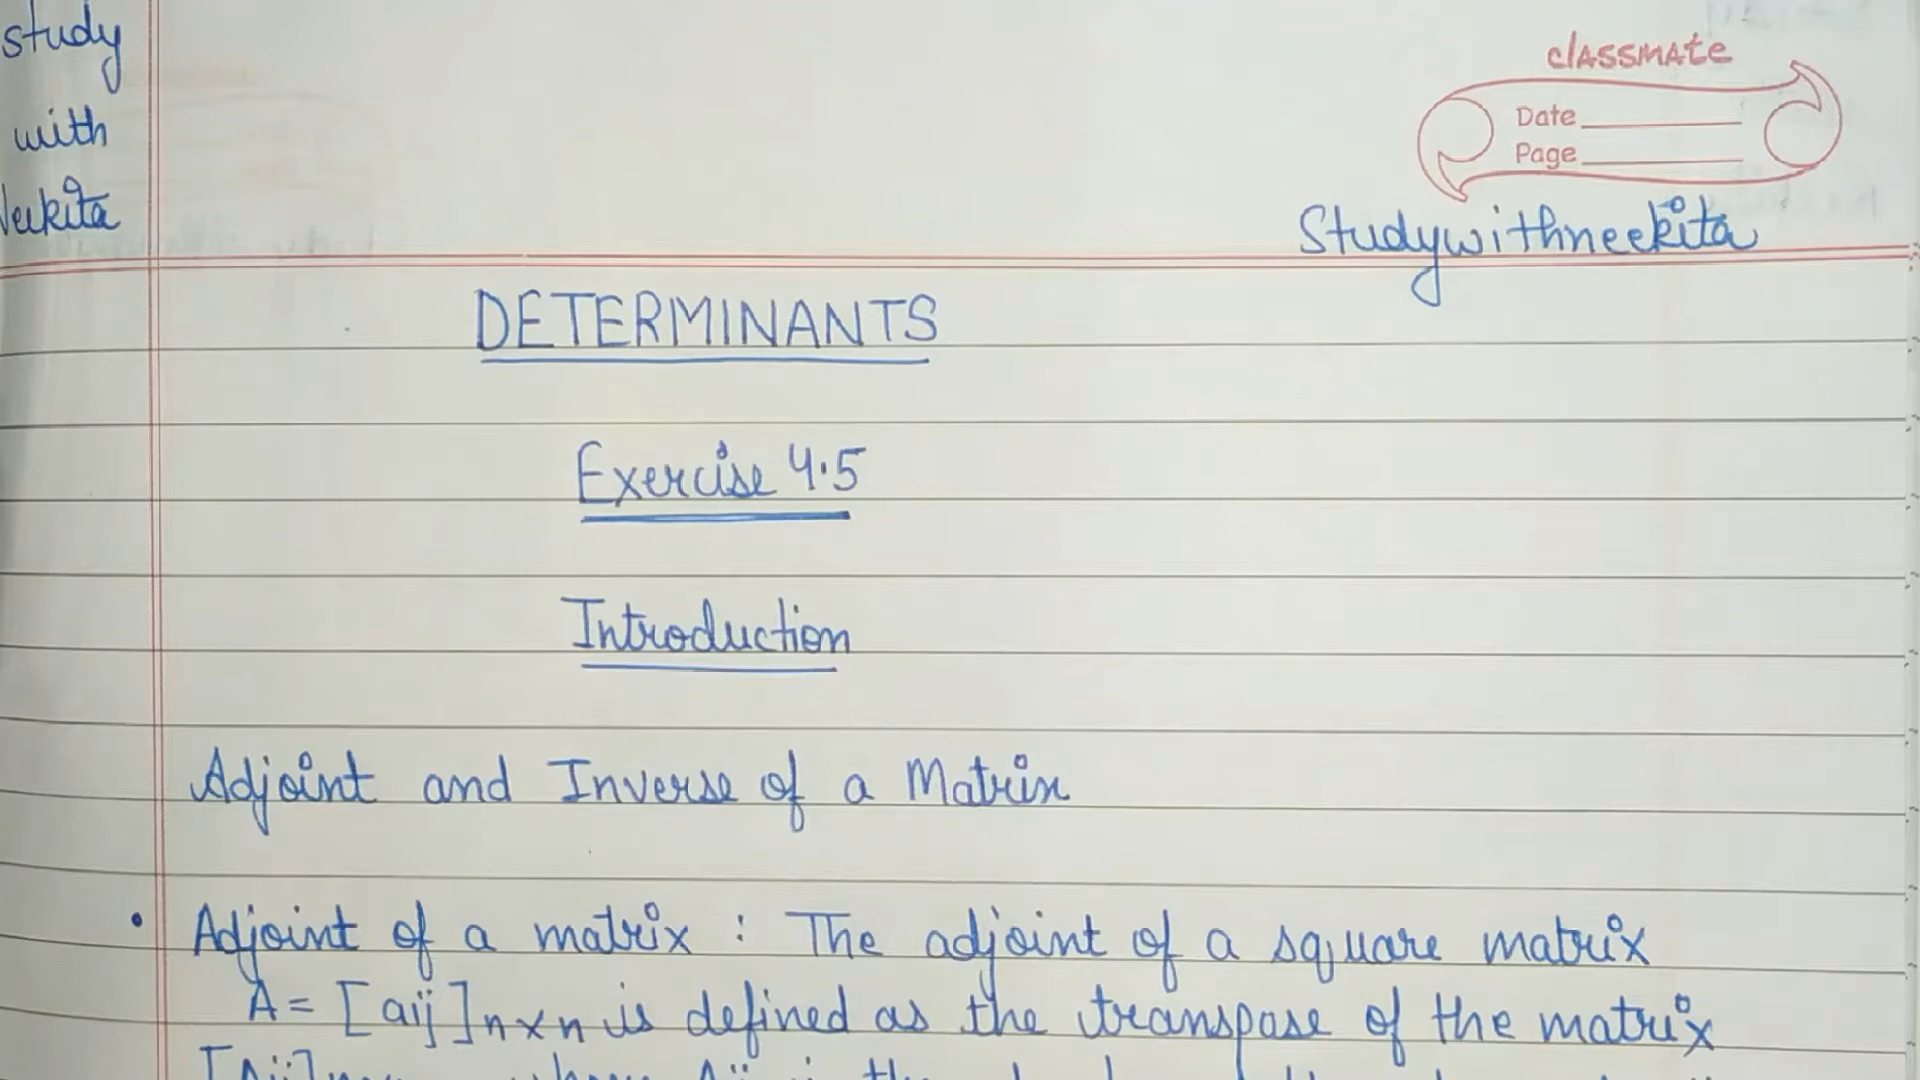 study
with
classmate
Date
Page
Studywithneekita
DETERMINANTS
Exercise 4.5
Introduction
Adjoint and Inverse of a Matrix
• Adjoint of a matrix : The adjoint of a square matrix
A = [aij]nxn is defined as the transpose of the matrix